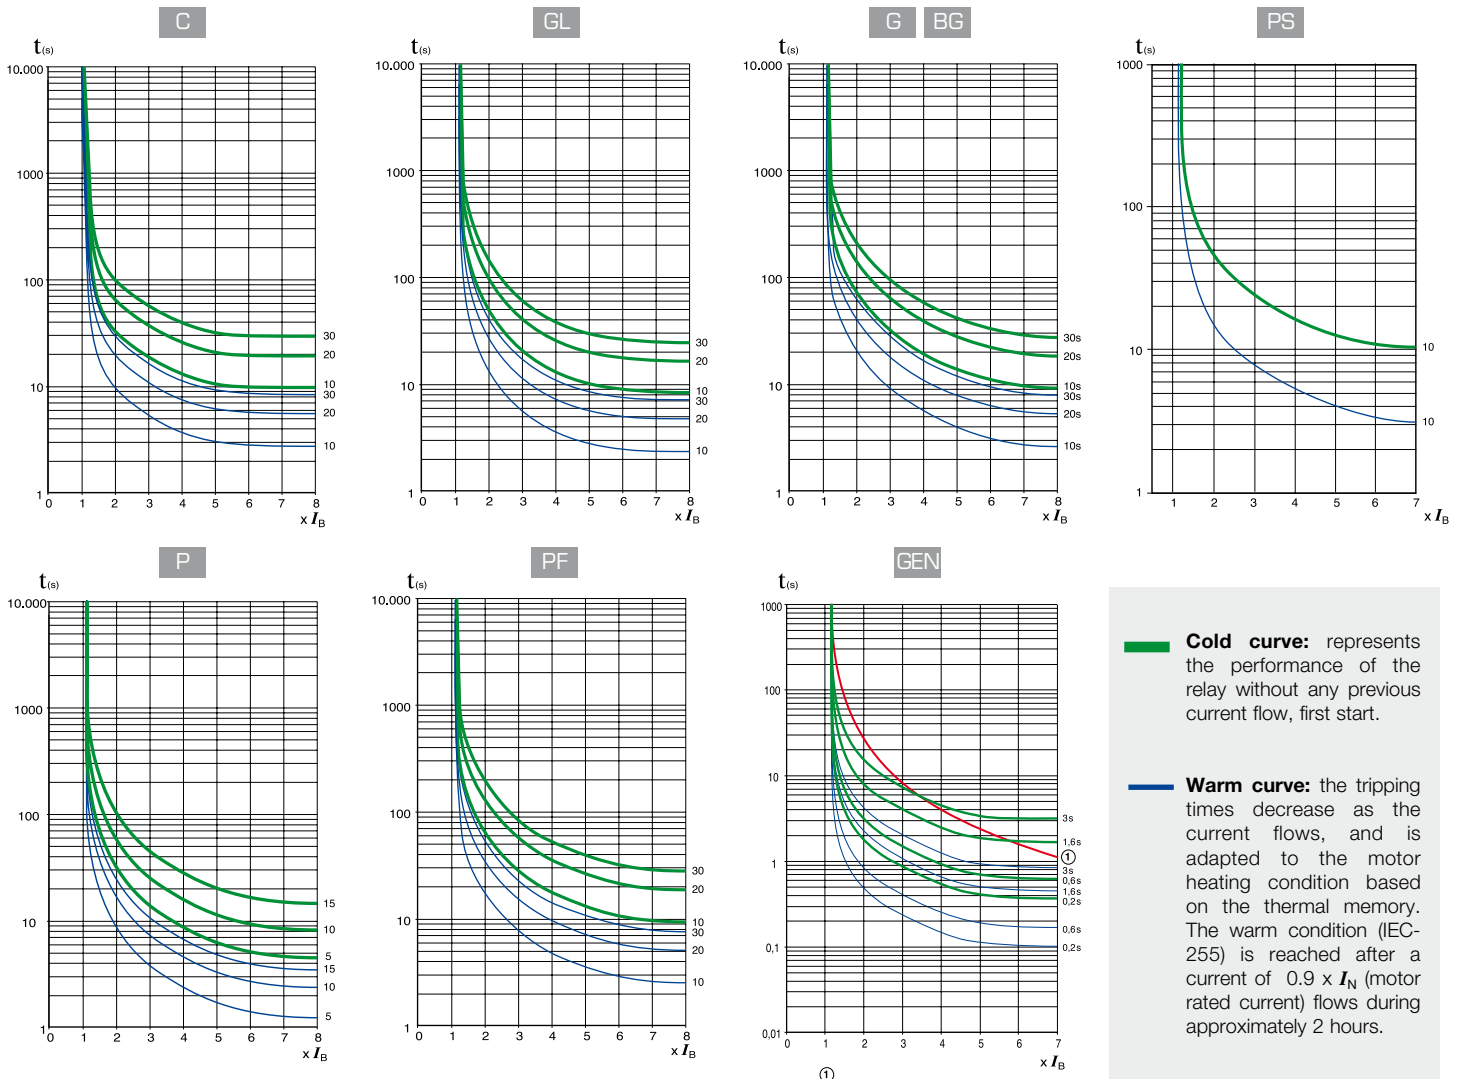 C
t(s)
10.000
1000
100
10
1
30
20
10
30
20
10
0 1 2 3 4 5 6 7 8
x IB
GL
t(s)
10.000
1000
100
10
1
30
20
10
30
20
10
0 1 2 3 4 5 6 7 8
x IB
G BG
t(s)
10.000
1000
100
10
1
30s
20s
10s
30s
20s
10s
0 1 2 3 4 5 6 7 8
x IB
PS
t(s)
1000
100
10
1
10
10
1 2 3 4 5 6 7
x IB
P
t(s)
10.000
1000
100
10
1
15
10
5
15
10
5
0 1 2 3 4 5 6 7 8
x IB
PF
t(s)
10.000
1000
100
10
1
30
20
10
30
20
10
0 1 2 3 4 5 6 7 8
x IB
GEN
t(s)
1000
100
10
1
0,1
0,01
3s
1,6s
①
3s
0,6s
1,6s
0,2s
0,6s
0,2s
0 1 2 3 4 5 6 7
x IB
①
Cold curve: represents
the performance of the
relay without any previous
current flow, first start.
Warm curve: the tripping
times decrease as the
current flows, and is
adapted to the motor
heating condition based
on the thermal memory.
The warm condition (IEC-
255) is reached after a
current of 0.9 x IN (motor
rated current) flows during
approximately 2 hours.